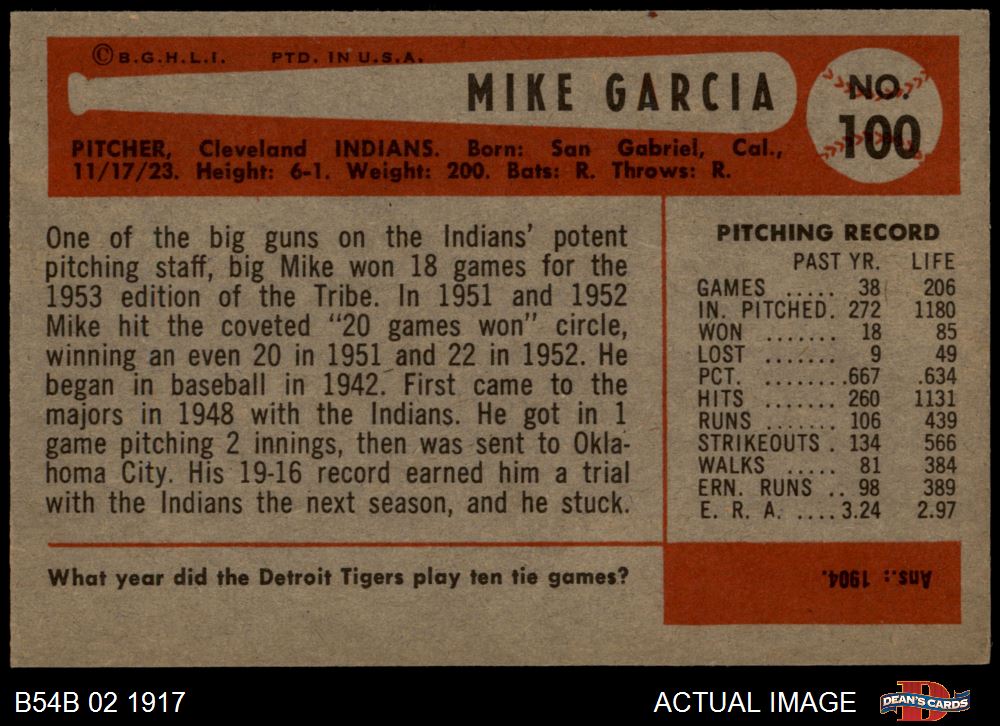 ©B.G.H.L.I. PTD. IN U.S.A.
MIKE GARCIA
NO.
100
PITCHER, Cleveland INDIANS. Born: San Gabriel, Cal.,
11/17/23. Height: 6-1. Weight: 200. Bats: R. Throws: R.
One of the big guns on the Indians' potent
pitching staff, big Mike won 18 games for the
1953 edition of the Tribe. In 1951 and 1952
Mike hit the coveted "20 games won" circle,
winning an even 20 in 1951 and 22 in 1952. He
began in baseball in 1942. First came to the
majors in 1948 with the Indians. He got in 1
game pitching 2 innings, then was sent to Okla-
homa City. His 19-16 record earned him a trial
with the Indians the next season, and he stuck.
PITCHING RECORD
PAST YR. LIFE
GAMES ..... 38 206
IN. PITCHED. 272 1180
WON ....... 18 85
LOST ....... 9 49
PCT. ........667 .634
HITS ....... 260 1131
RUNS ....... 106 439
STRIKEOUTS . 134 566
WALKS ..... 81 384
ERN. RUNS .. 98 389
E. R. A. ....3.24 2.97
What year did the Detroit Tigers play ten tie games?
Ans.: 1904.
B54B 02 1917
ACTUAL IMAGE
DEAN'S CARDS